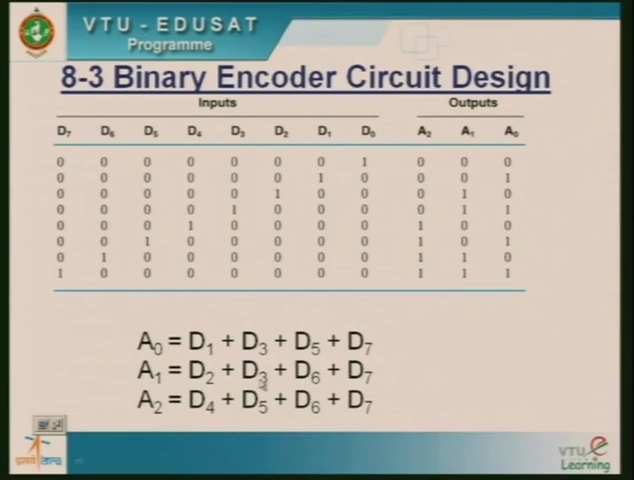 VTU - EDUSAT
Programme
8-3 Binary Encoder Circuit Design
Inputs Outputs
D₇ D₆ D₅ D₄ D₃ D₂ D₁ D₀ A₂ A₁ A₀
0 0 0 0 0 0 0 1 0 0 0
0 0 0 0 0 0 1 0 0 0 1
0 0 0 0 0 1 0 0 0 1 0
0 0 0 0 1 0 0 0 0 1 1
0 0 0 1 0 0 0 0 1 0 0
0 0 1 0 0 0 0 0 1 0 1
0 1 0 0 0 0 0 0 1 1 0
1 0 0 0 0 0 0 0 1 1 1
A₀ = D₁ + D₃ + D₅ + D₇
A₁ = D₂ + D₃ + D₆ + D₇
A₂ = D₄ + D₅ + D₆ + D₇
VTU e
Learning